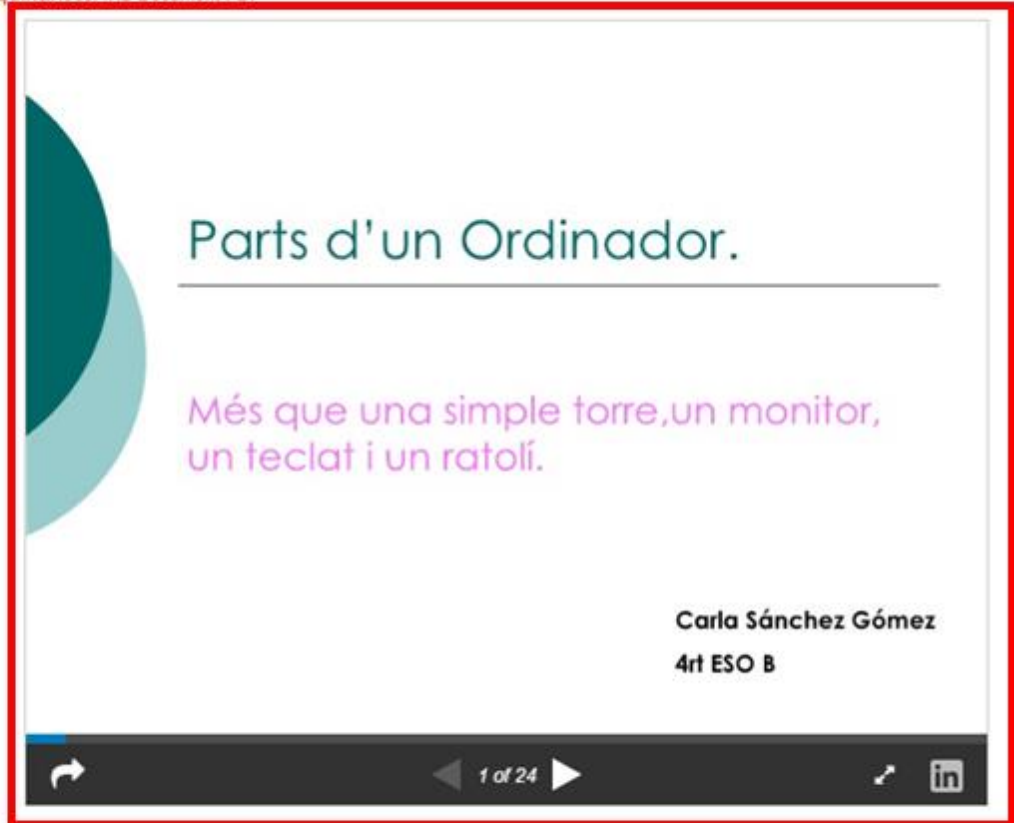 Parts d'un Ordinador.
Més que una simple torre,un monitor,
un teclat i un ratolí.
Carla Sánchez Gómez
4rt ESO B
1 of 24
in